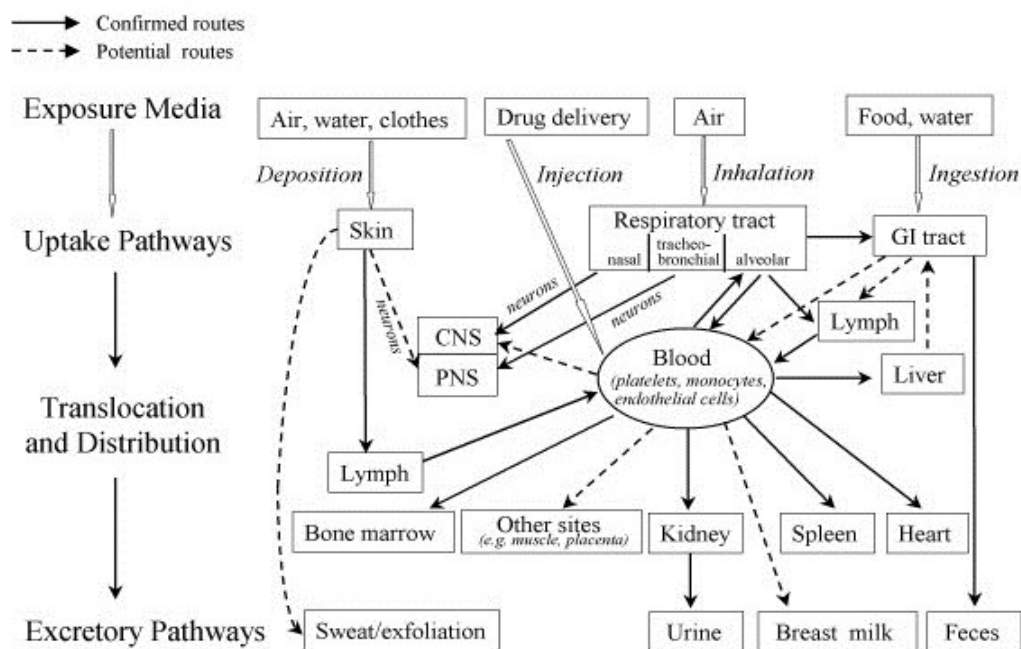 Confirmed routes
Potential routes
Exposure Media
Air, water, clothes
Drug delivery
Air
Food, water
Deposition
Injection
Inhalation
Ingestion
Uptake Pathways
Skin
Respiratory tract
nasal
tracheo-
bronchial
alveolar
GI tract
neurons
neurons
neurons
CNS
PNS
Blood
(platelets, monocytes,
endothelial cells)
Lymph
Liver
Translocation
and Distribution
Lymph
Bone marrow
Other sites
(e.g. muscle, placenta)
Kidney
Spleen
Heart
Excretory Pathways
Sweat/exfoliation
Urine
Breast milk
Feces